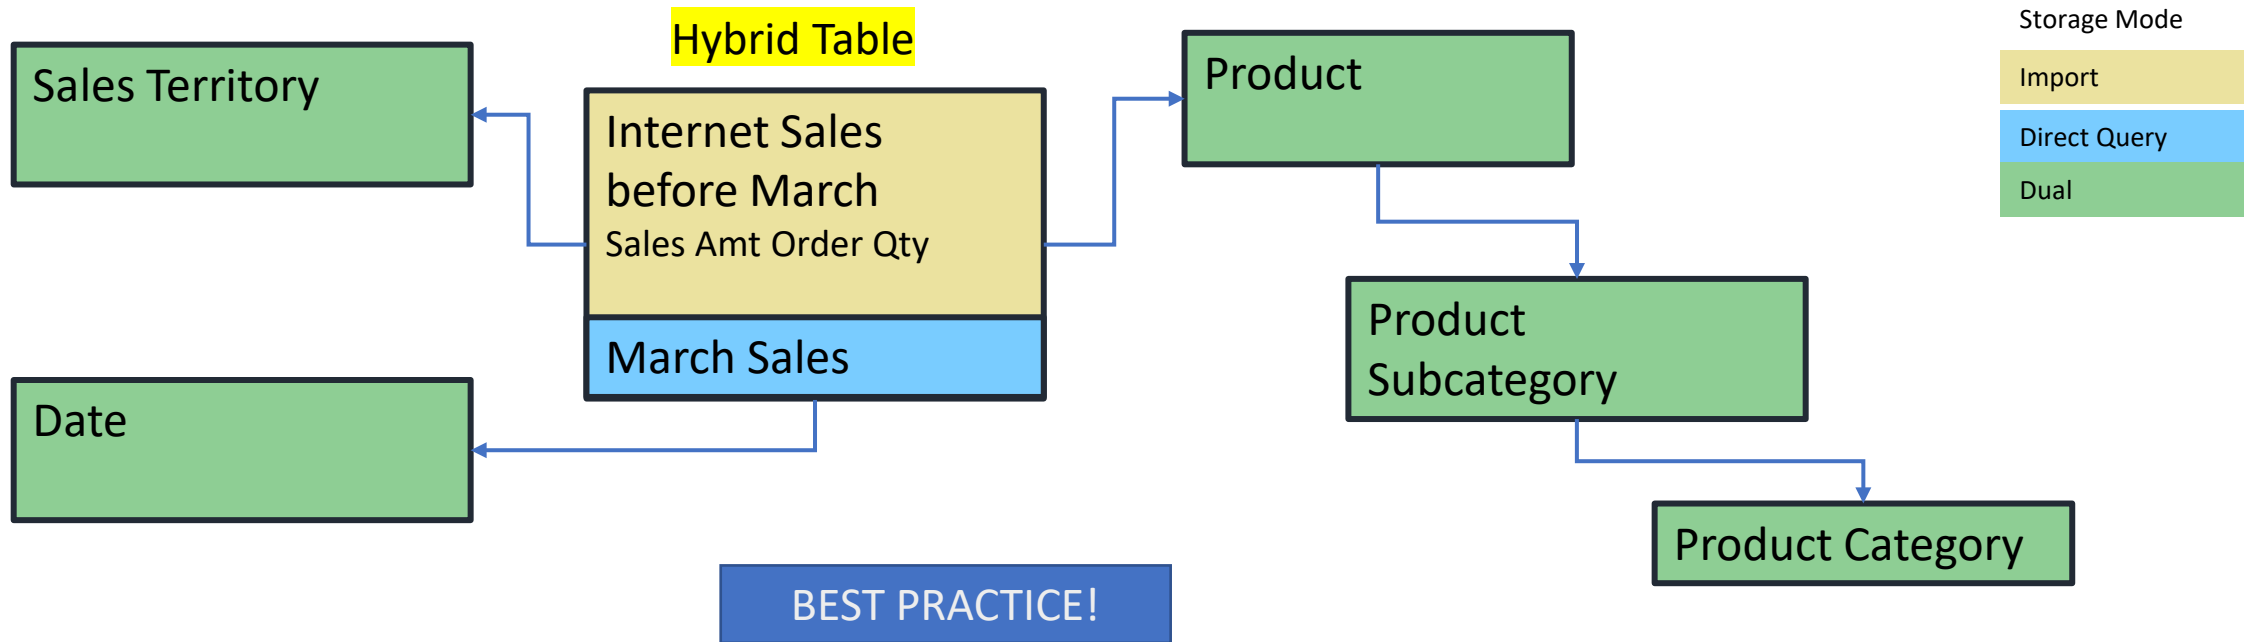 Hybrid Table
Sales Territory
Internet Sales
before March
Sales Amt Order Qty
March Sales
Date
Product
Product
Subcategory
Product Category
Storage Mode
Import
Direct Query
Dual
BEST PRACTICE!